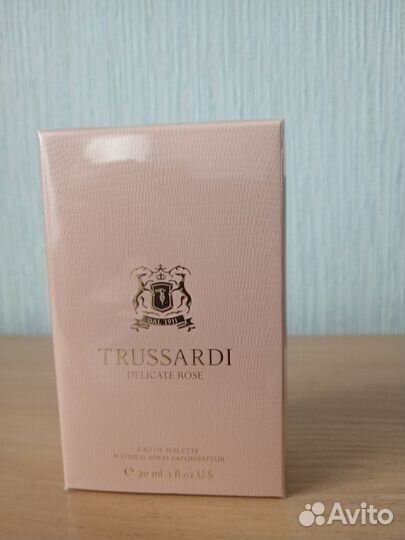 DAL 1911
TRUSSARDI
DELICATE ROSE
EAU DE TOILETTE
NATURAL SPRAY VAPORISATEUR
℮ 30 ml 1 fl oz U.S.
Avito